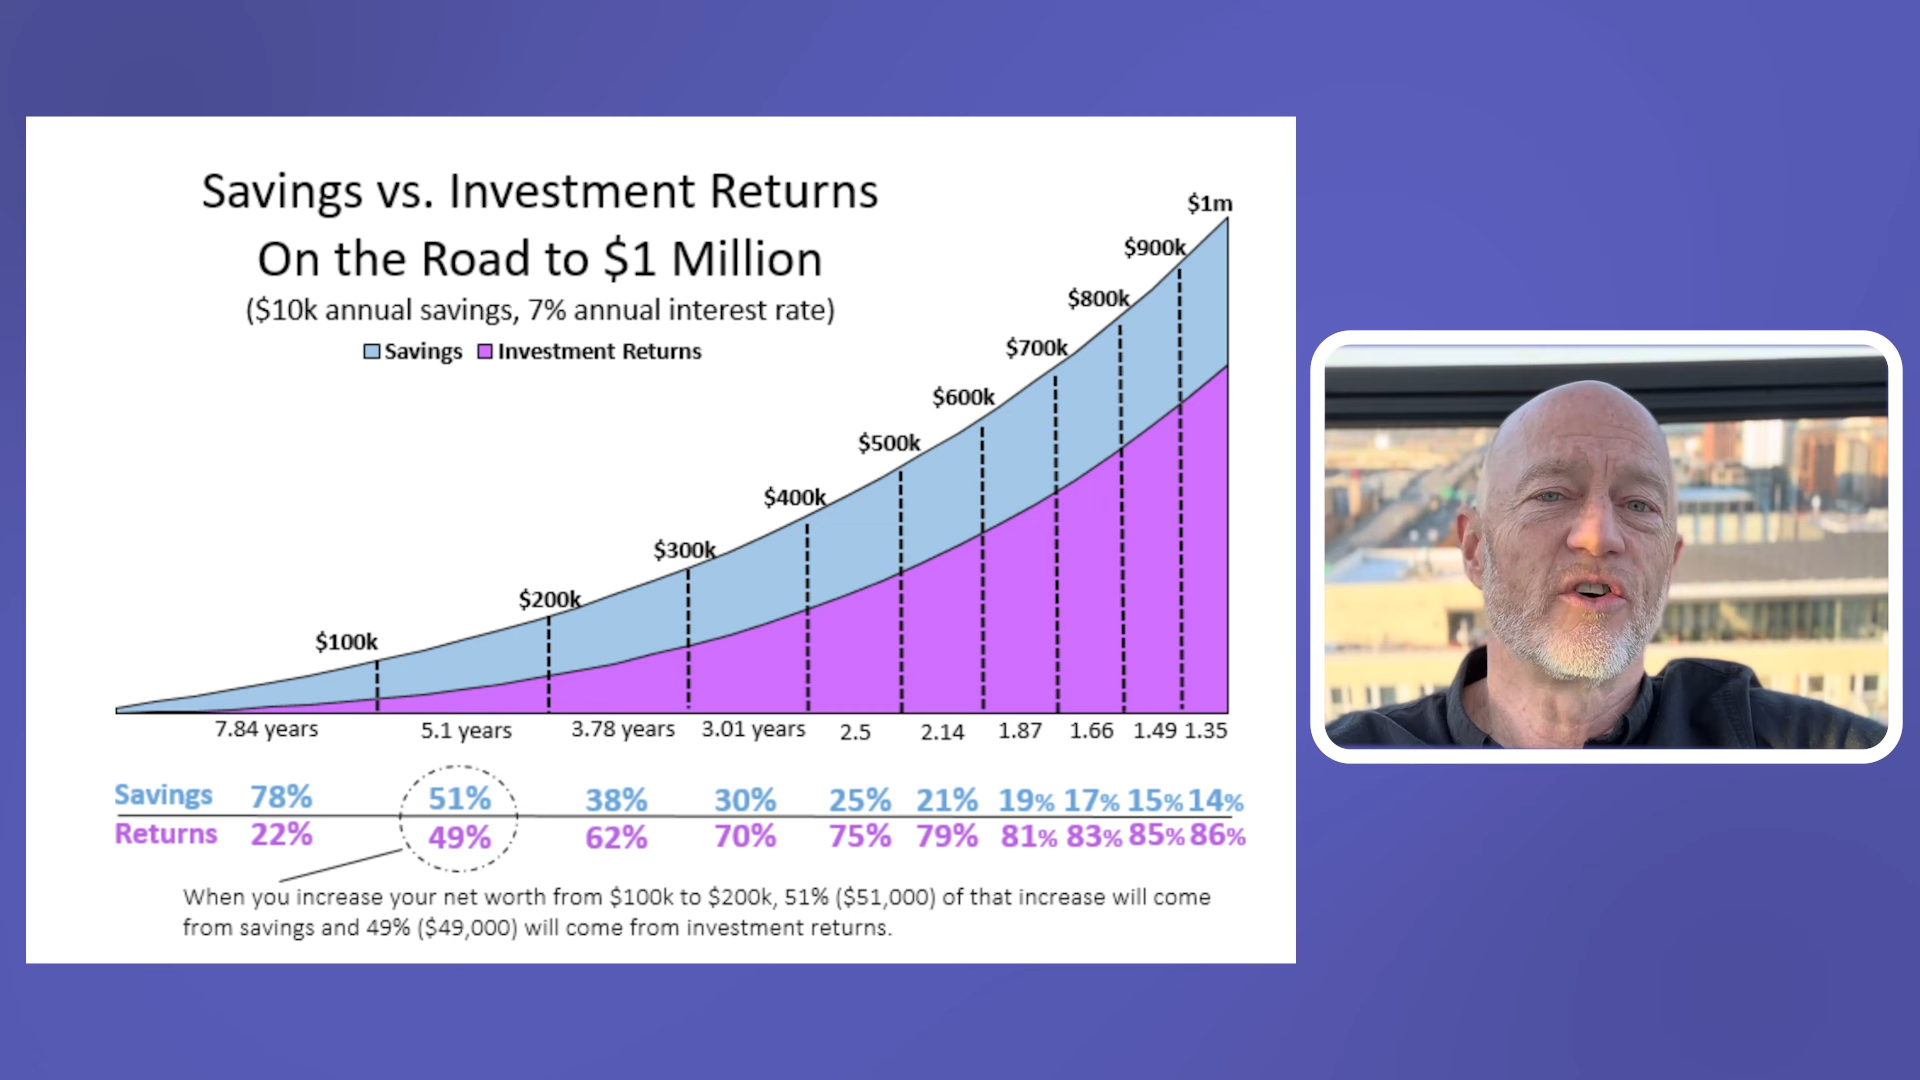 Savings vs. Investment Returns
On the Road to $1 Million
($10k annual savings, 7% annual interest rate)
Savings Investment Returns
$100k
$200k
$300k
$400k
$500k
$600k
$700k
$800k
$900k
$1m
7.84 years 5.1 years 3.78 years 3.01 years 2.5 2.14 1.87 1.66 1.49 1.35
Savings 78% 51% 38% 30% 25% 21% 19% 17% 15% 14%
Returns 22% 49% 62% 70% 75% 79% 81% 83% 85% 86%
When you increase your net worth from $100k to $200k, 51% ($51,000) of that increase will come
from savings and 49% ($49,000) will come from investment returns.